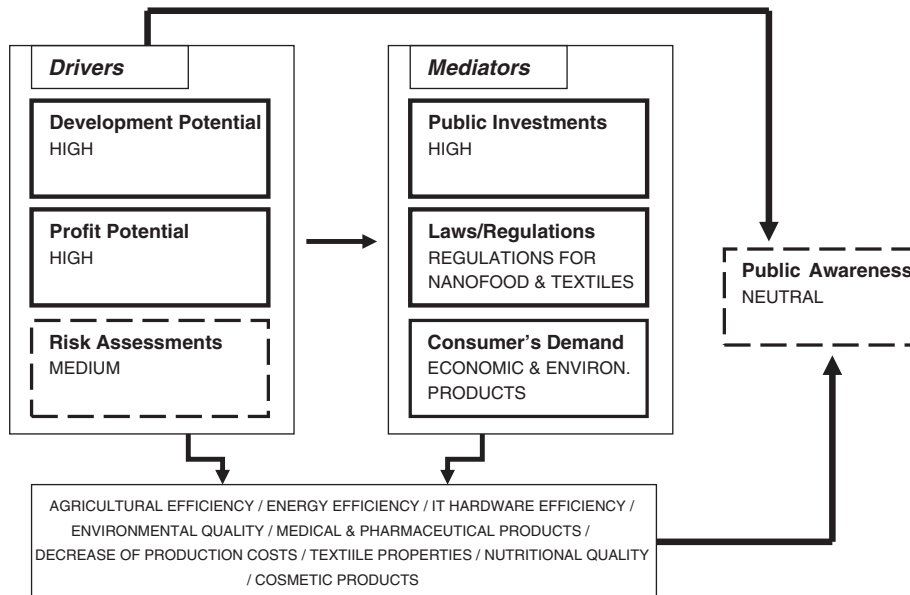 Drivers
Development Potential
HIGH
Profit Potential
HIGH
Risk Assessments
MEDIUM
Mediators
Public Investments
HIGH
Laws/Regulations
REGULATIONS FOR
NANOFOOD & TEXTILES
Consumer's Demand
ECONOMIC & ENVIRON.
PRODUCTS
Public Awareness
NEUTRAL
AGRICULTURAL EFFICIENCY / ENERGY EFFICIENCY / IT HARDWARE EFFICIENCY /
ENVIRONMENTAL QUALITY / MEDICAL & PHARMACEUTICAL PRODUCTS /
DECREASE OF PRODUCTION COSTS / TEXTIILE PROPERTIES / NUTRITIONAL QUALITY
/ COSMETIC PRODUCTS